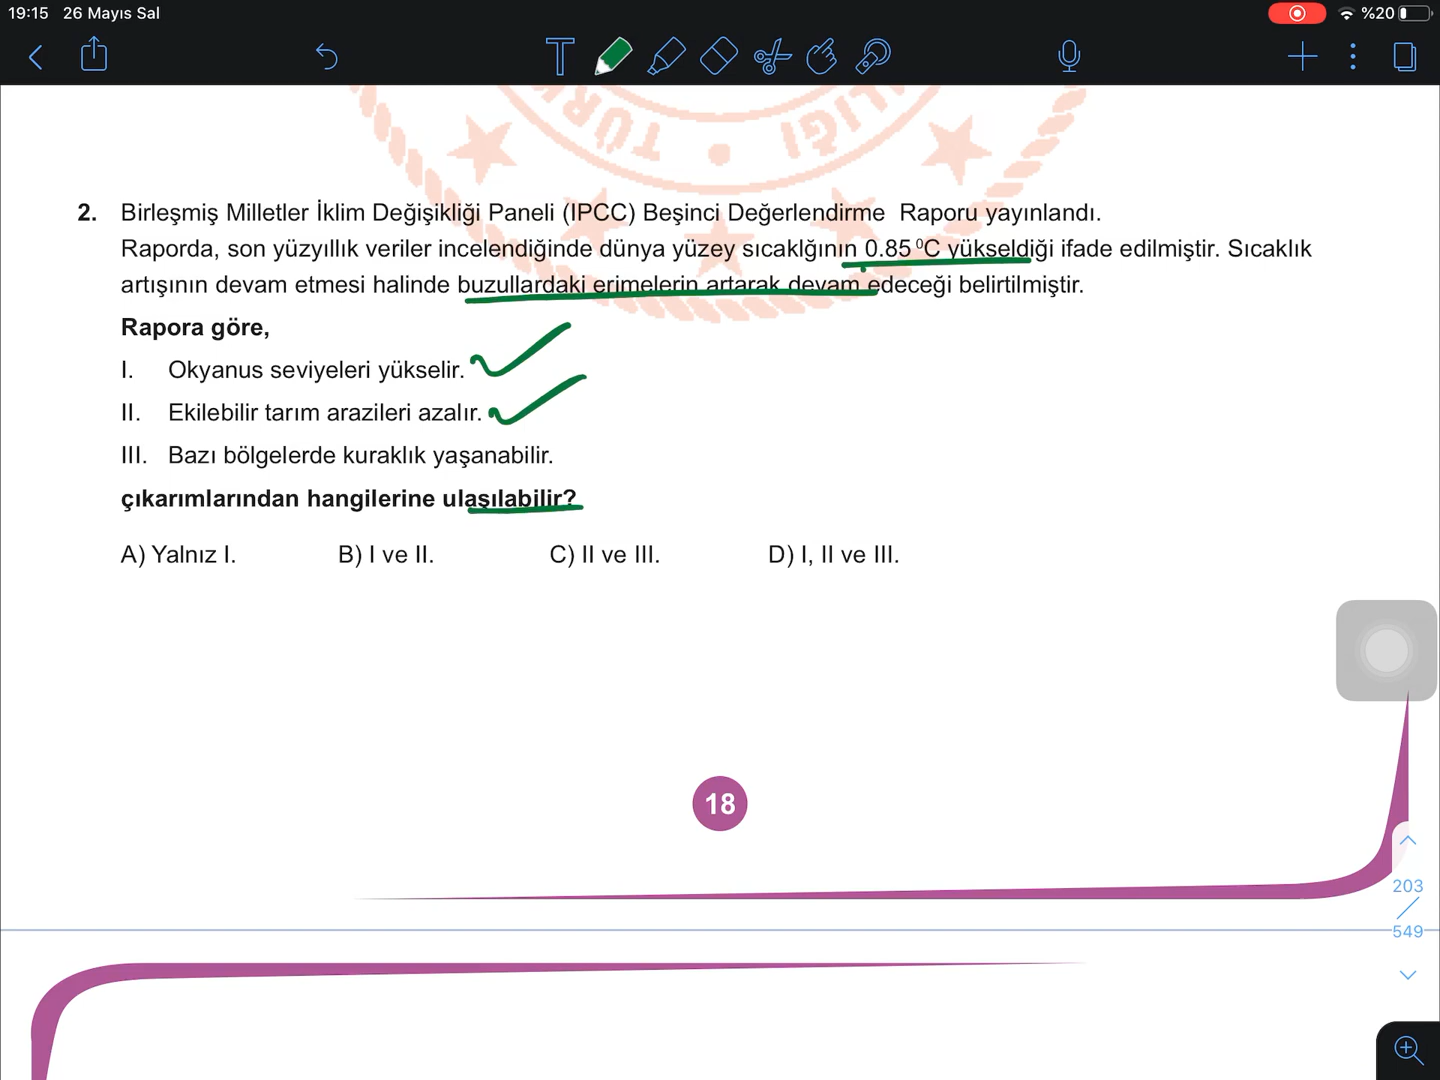 19:15 26 Mayıs Sal
%20
TÜRK
LIĞI
2. Birleşmiş Milletler İklim Değişikliği Paneli (IPCC) Beşinci Değerlendirme Raporu yayınlandı.
Raporda, son yüzyıllık veriler incelendiğinde dünya yüzey sıcaklğının 0.85 ⁰C yükseldiği ifade edilmiştir. Sıcaklık
artışının devam etmesi halinde buzullardaki erimelerin artarak devam edeceği belirtilmiştir.
Rapora göre,
I. Okyanus seviyeleri yükselir.
II. Ekilebilir tarım arazileri azalır.
III. Bazı bölgelerde kuraklık yaşanabilir.
çıkarımlarından hangilerine ulaşılabilir?
A) Yalnız I. B) I ve II. C) II ve III. D) I, II ve III.
18
203
549